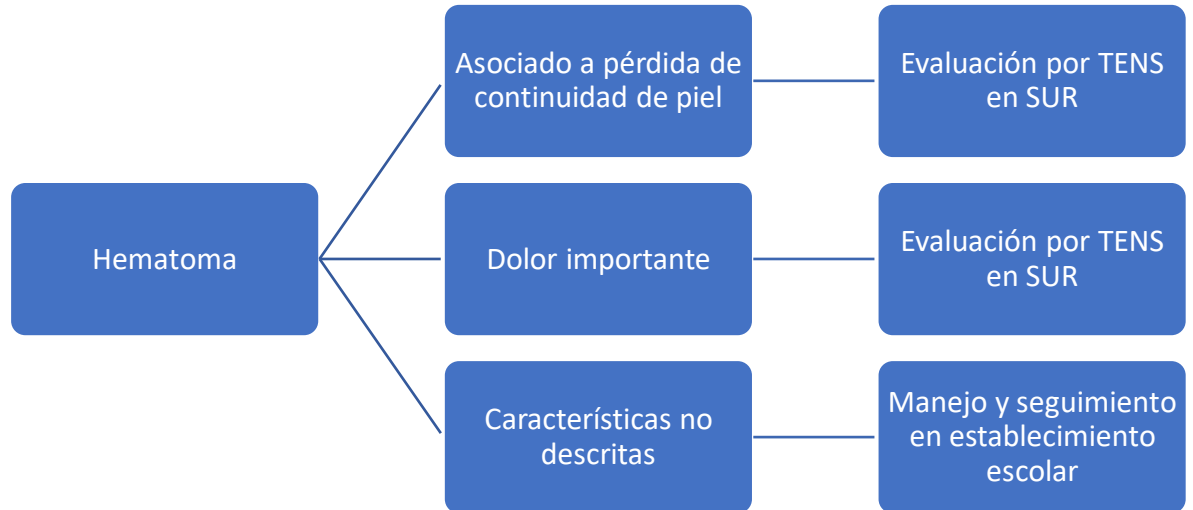 Hematoma
Asociado a pérdida de
continuidad de piel
Evaluación por TENS
en SUR
Dolor importante
Evaluación por TENS
en SUR
Características no
descritas
Manejo y seguimiento
en establecimiento
escolar